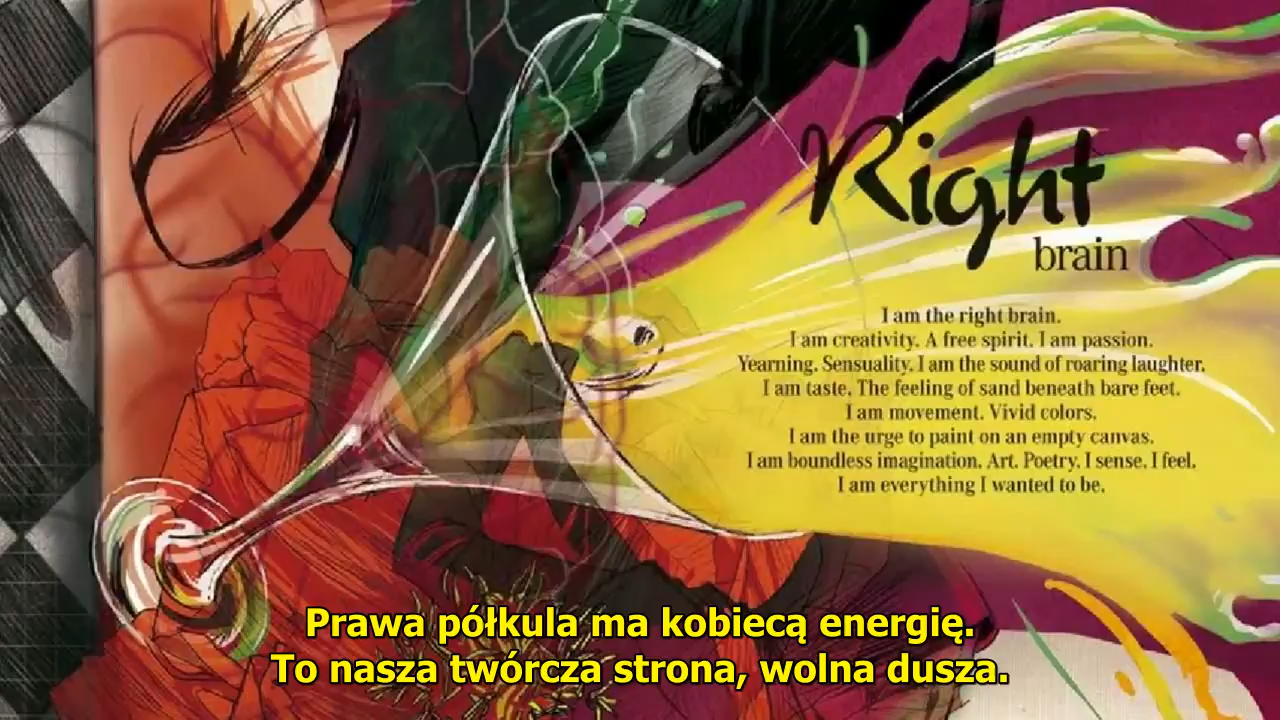 Right
brain
I am the right brain.
I am creativity. A free spirit. I am passion.
Yearning. Sensuality. I am the sound of roaring laughter.
I am taste. The feeling of sand beneath bare feet.
I am movement. Vivid colors.
I am the urge to paint on an empty canvas.
I am boundless imagination. Art. Poetry. I sense. I feel.
I am everything I wanted to be.
Prawa półkula ma kobiecą energię.
To nasza twórcza strona, wolna dusza.